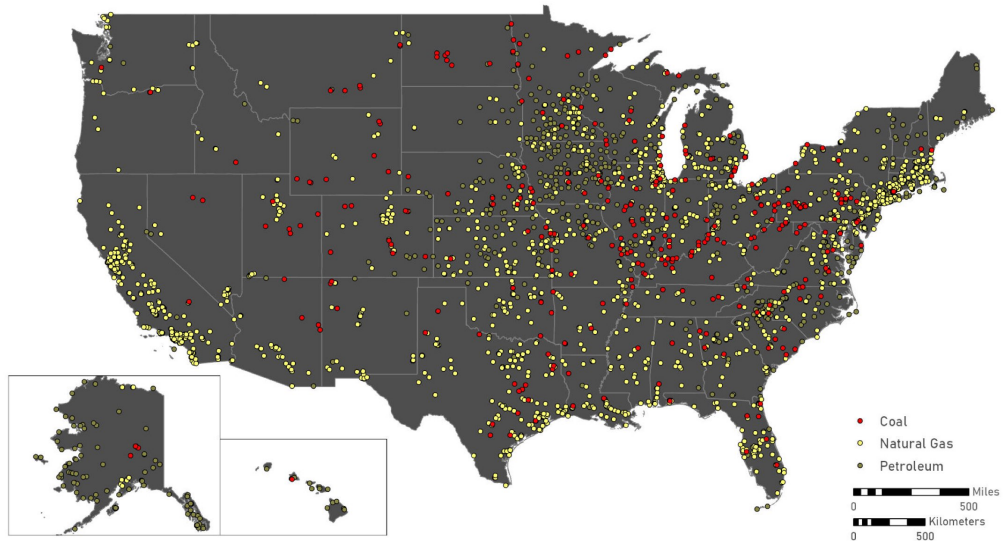 Coal
Natural Gas
Petroleum
Miles
0 500
Kilometers
0 500